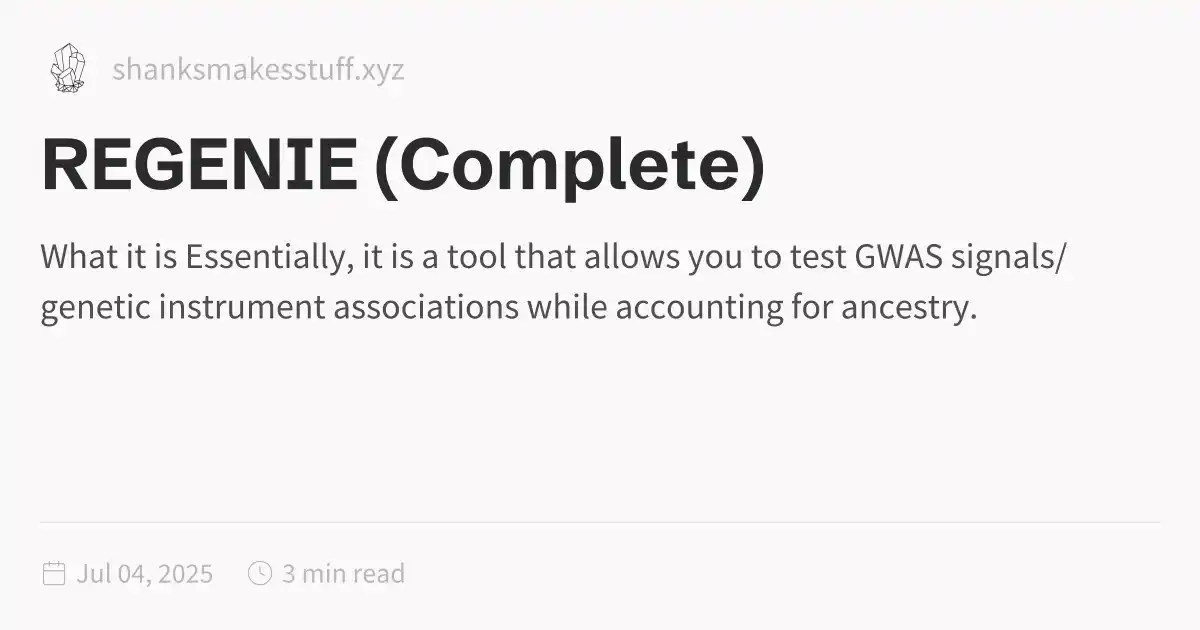 shanksmakesstuff.xyz
REGENIE (Complete)
What it is Essentially, it is a tool that allows you to test GWAS signals/
genetic instrument associations while accounting for ancestry.
Jul 04, 2025
3 min read